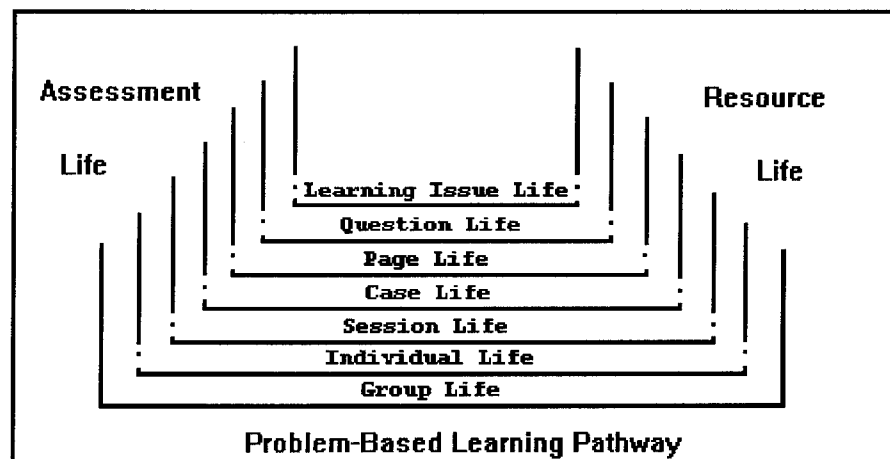 Assessment
Resource
Life
Life
Learning Issue Life
Question Life
Page Life
Case Life
Session Life
Individual Life
Group Life
Problem-Based Learning Pathway